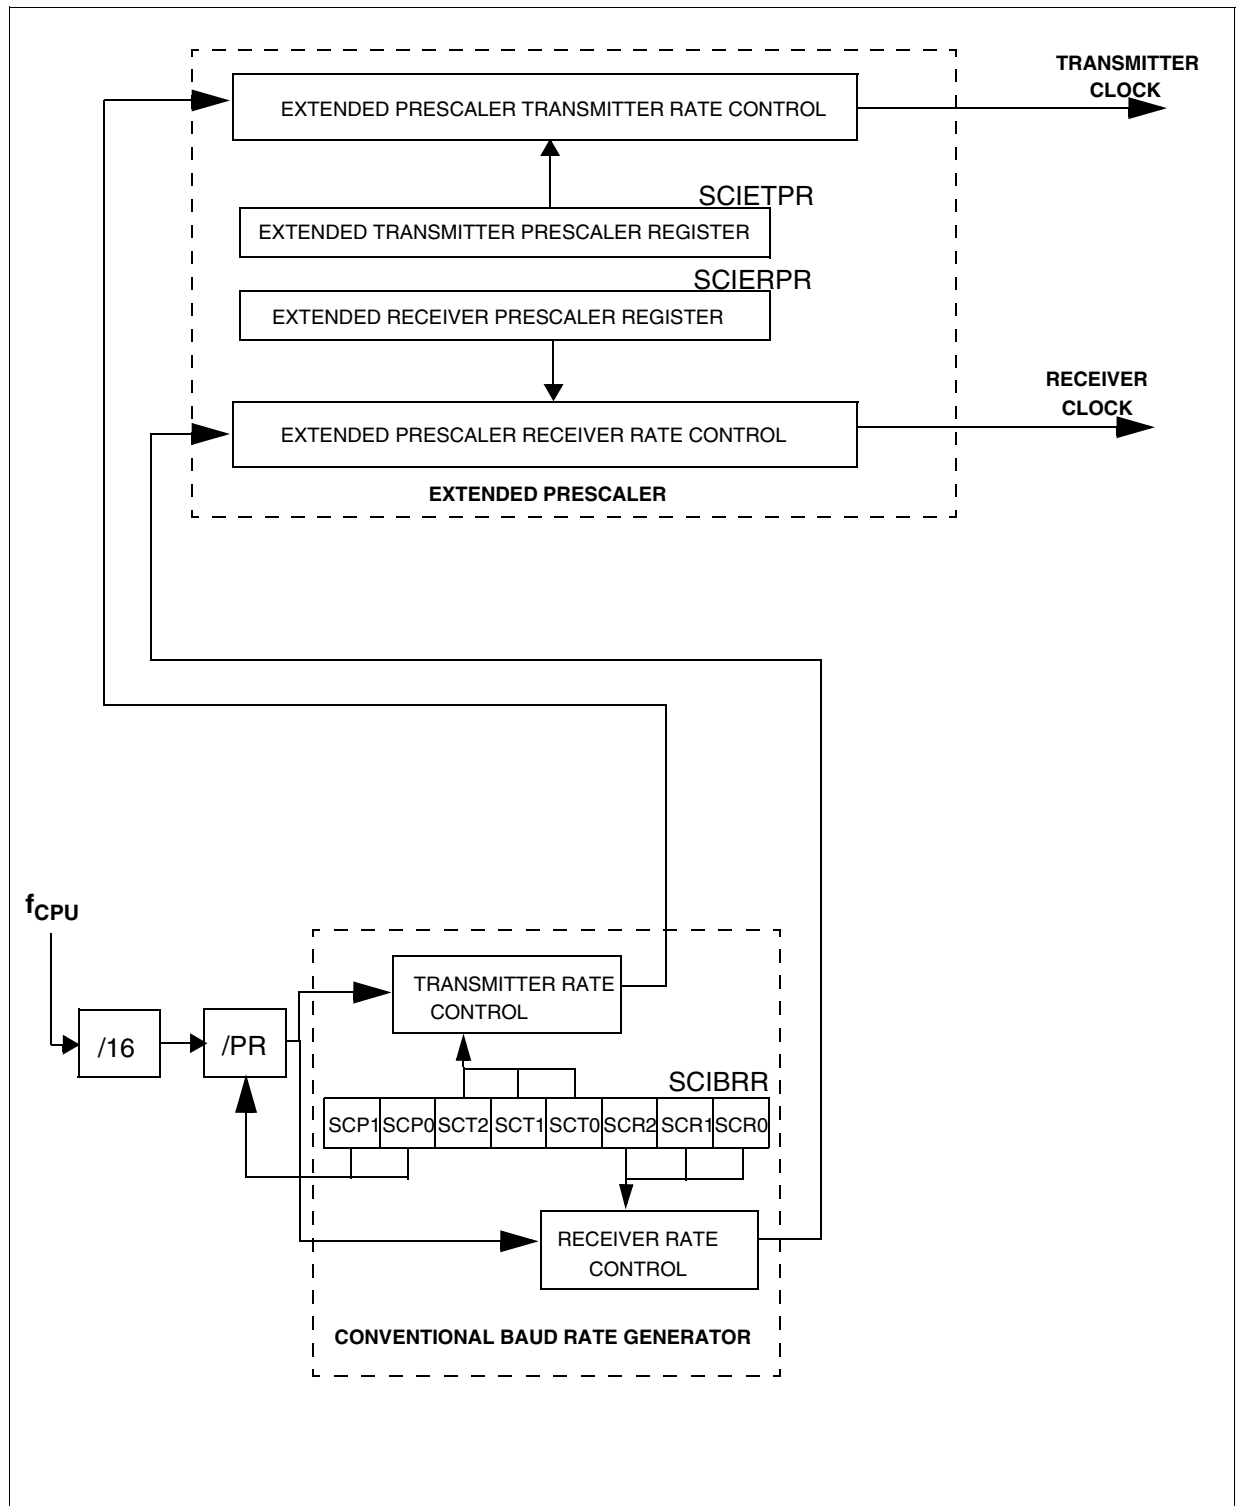 TRANSMITTER
CLOCK
EXTENDED PRESCALER TRANSMITTER RATE CONTROL
SCIETPR
EXTENDED TRANSMITTER PRESCALER REGISTER
SCIERPR
EXTENDED RECEIVER PRESCALER REGISTER
RECEIVER
CLOCK
EXTENDED PRESCALER RECEIVER RATE CONTROL
EXTENDED PRESCALER
fCPU
TRANSMITTER RATE
CONTROL
/16
/PR
SCIBRR
SCP1 SCP0 SCT2 SCT1 SCT0 SCR2 SCR1 SCR0
RECEIVER RATE
CONTROL
CONVENTIONAL BAUD RATE GENERATOR